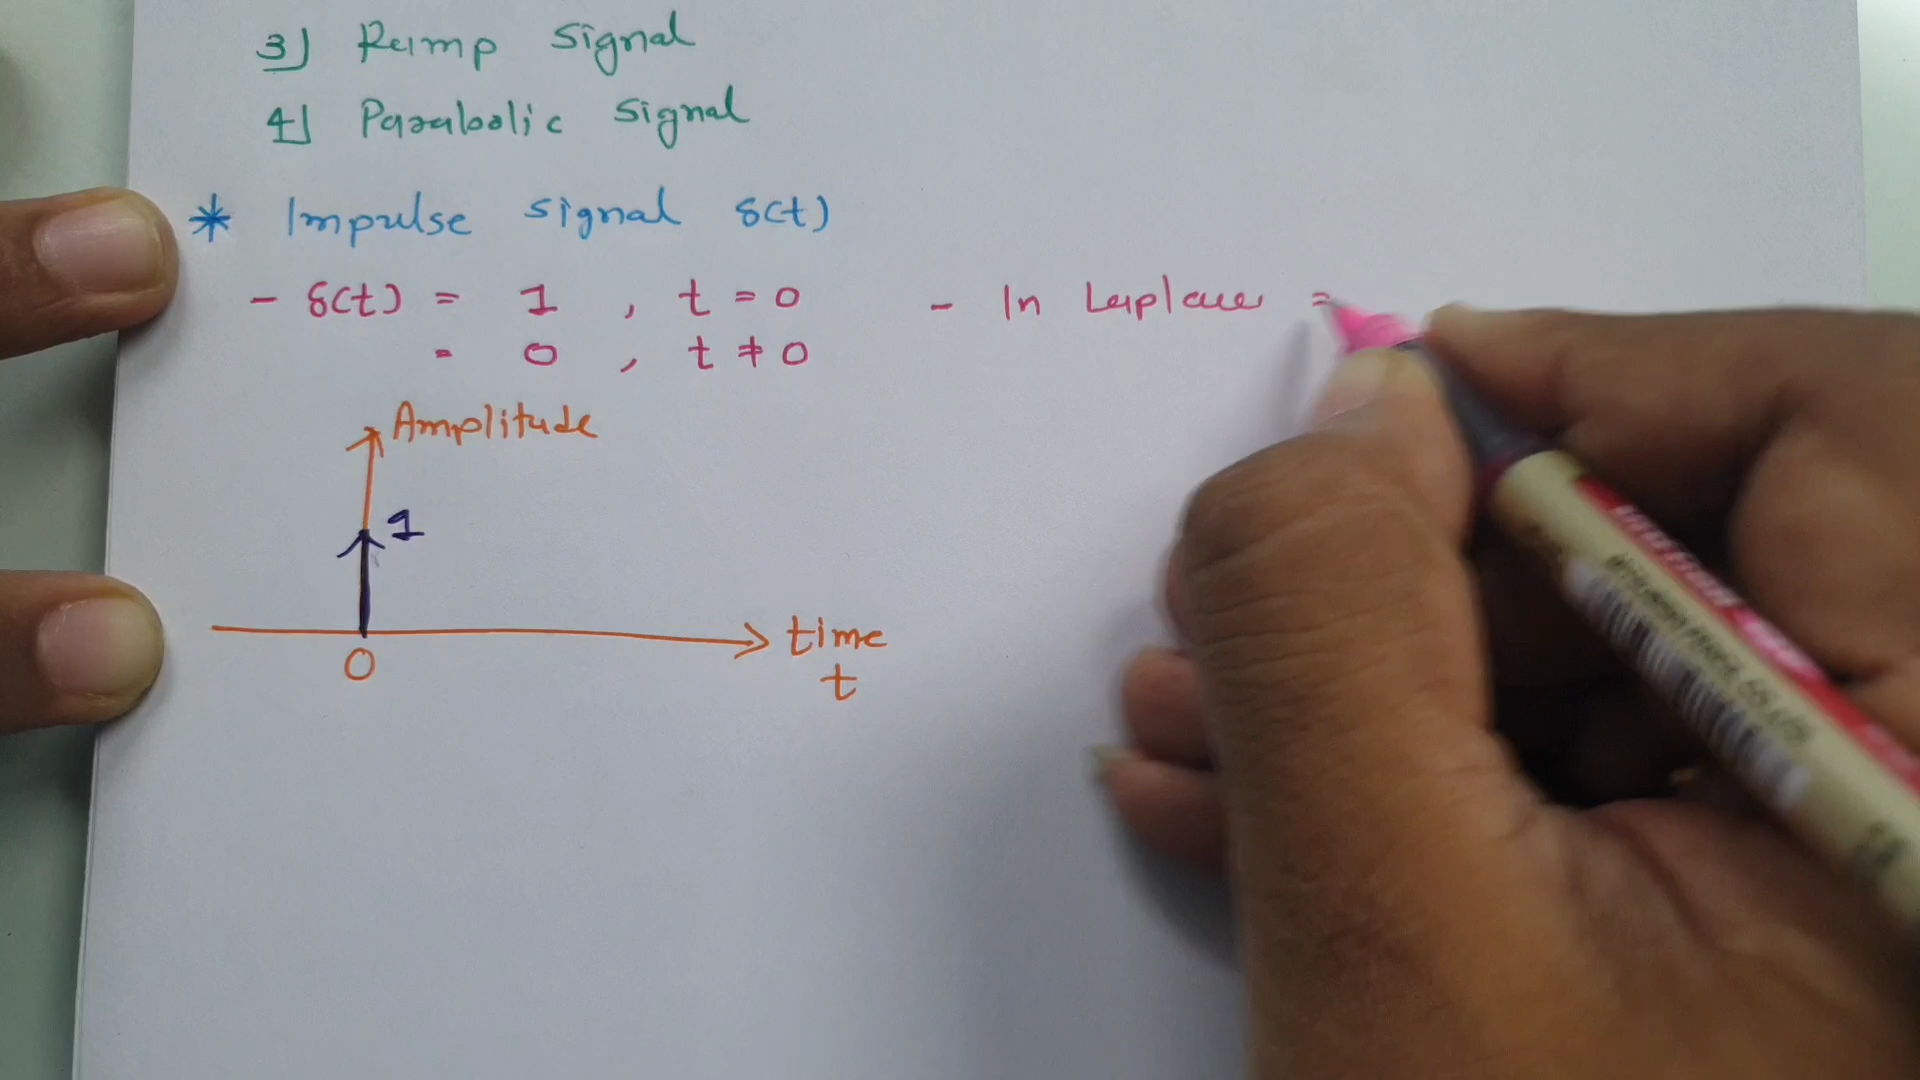 3) Ramp Signal
4) Parabolic Signal
* Impulse signal δ(t)
- δ(t) = 1 , t = 0
= 0 , t ≠ 0
- In Laplace =
Amplitude
1
0
time
t